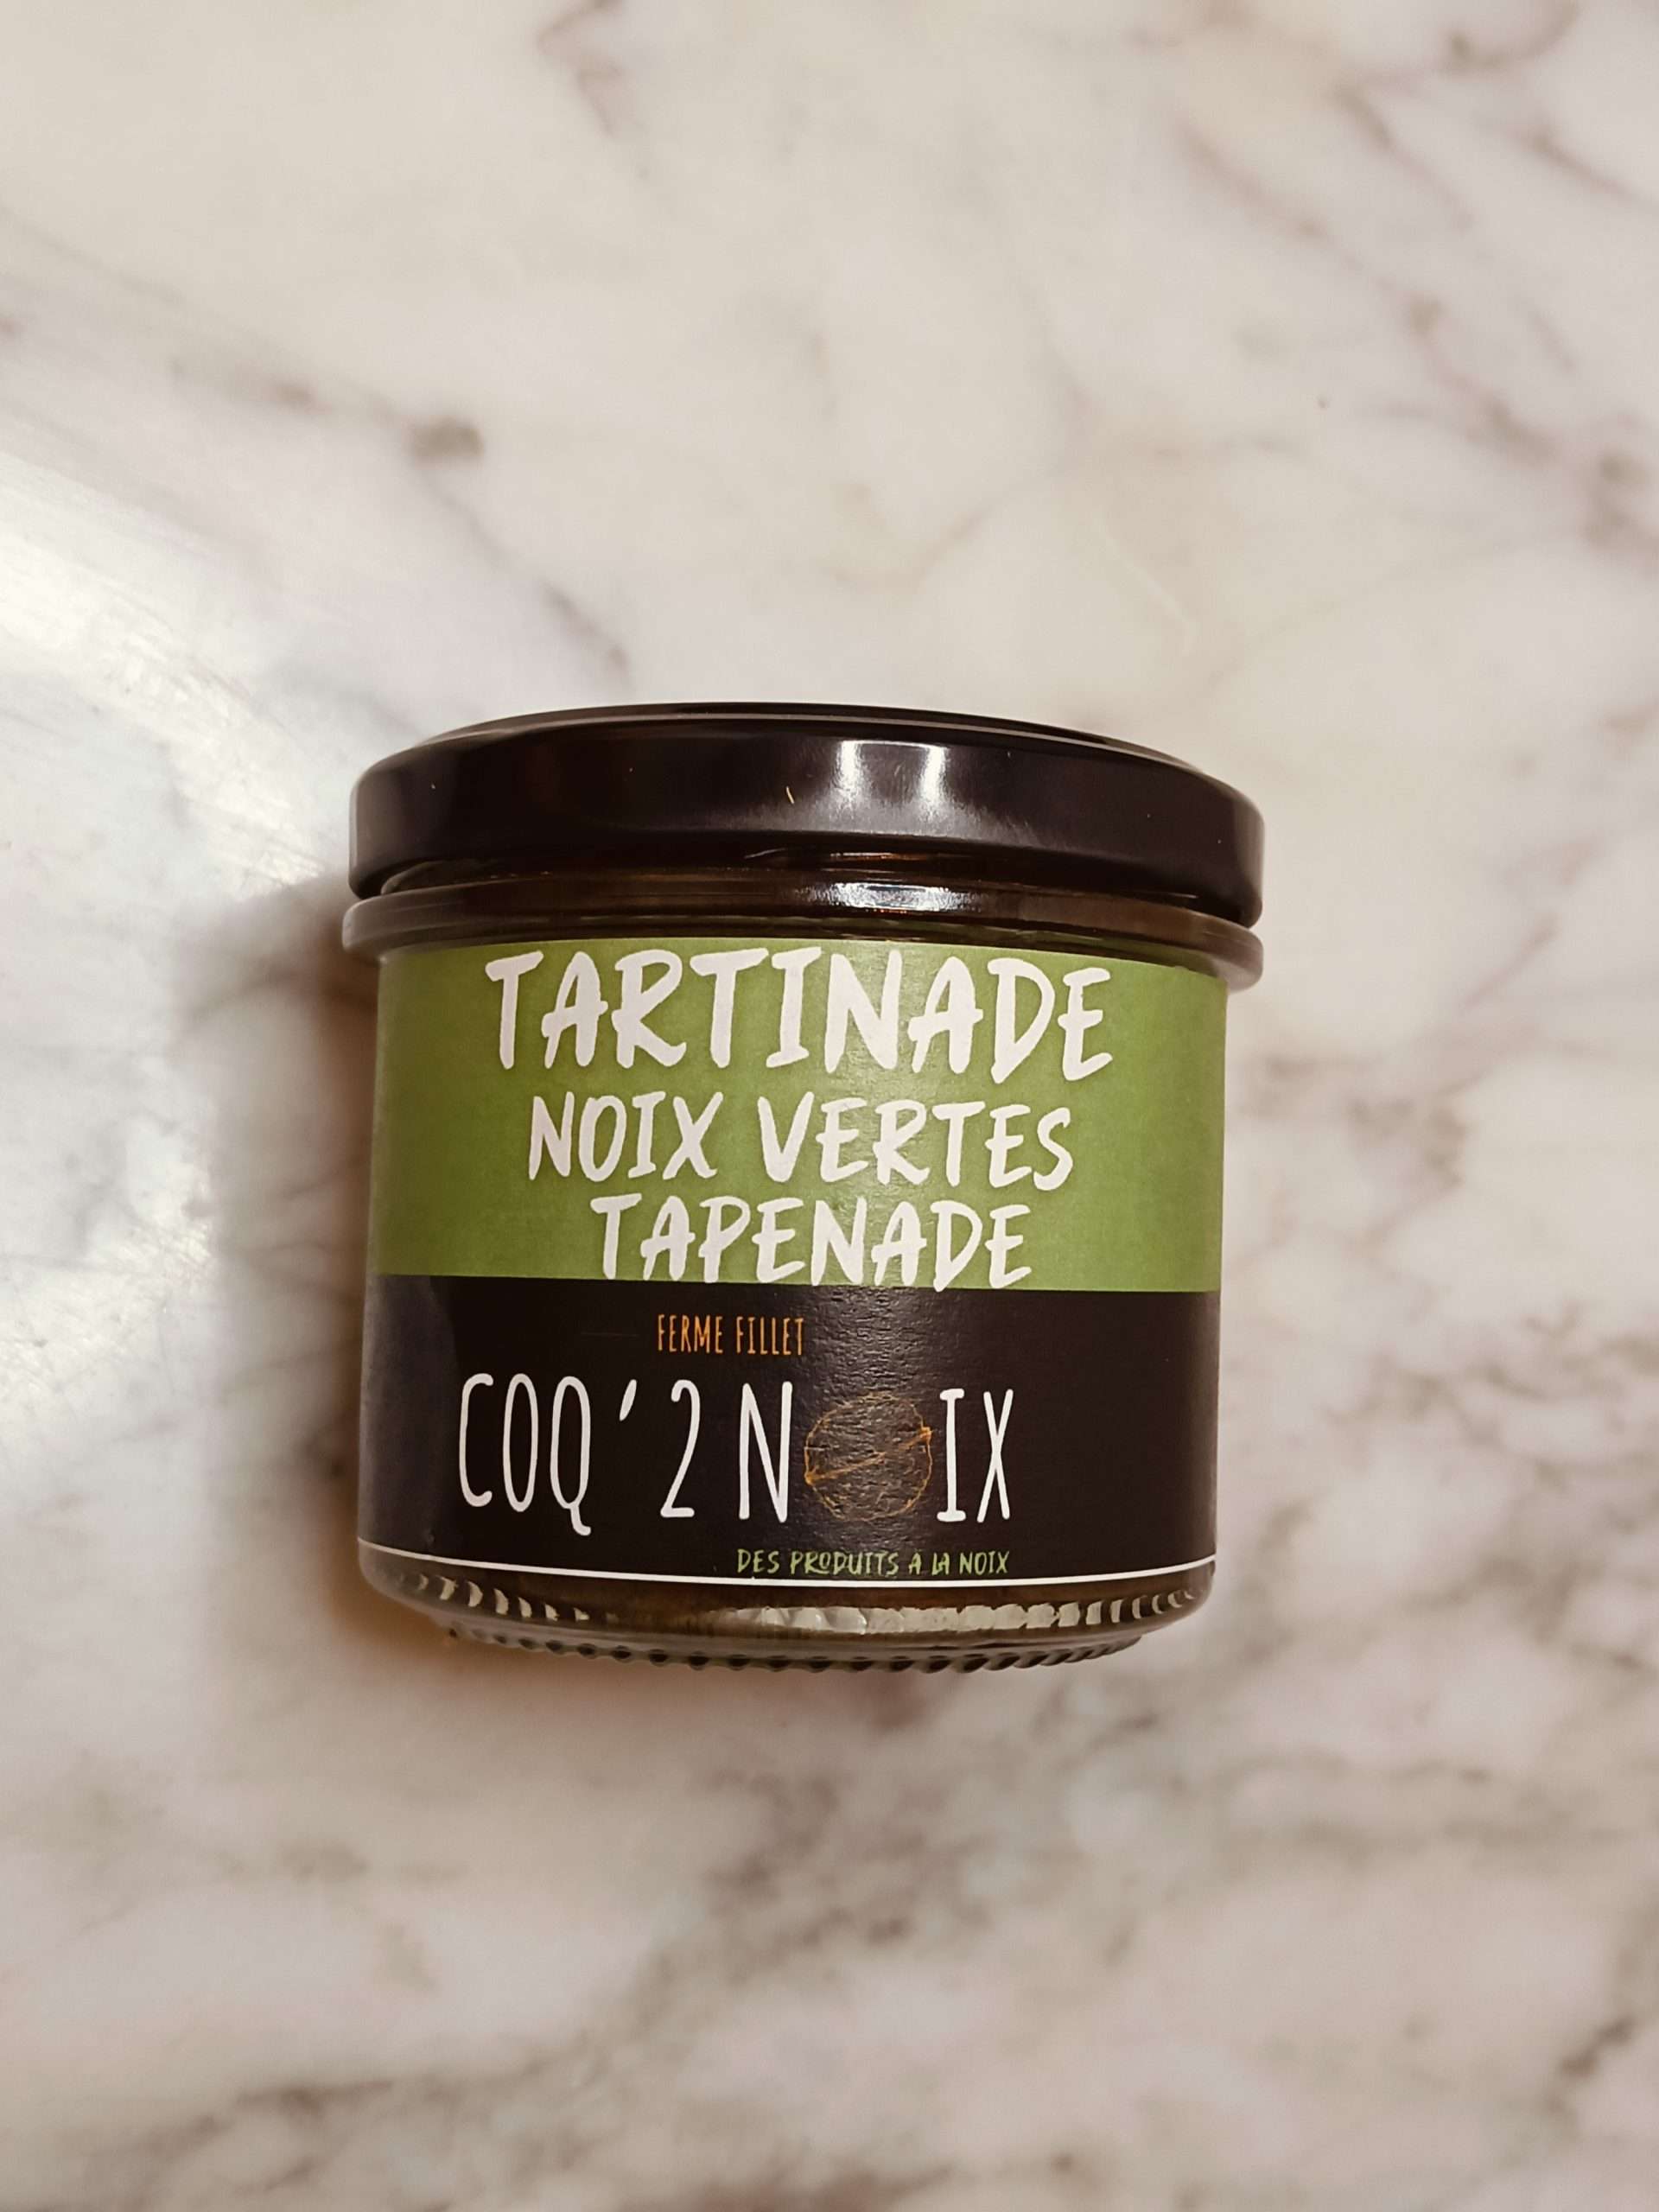 TARTINADE
NOIX VERTES
TAPENADE
FERME FILLET
COQ'2NOIX
DES PRODUITS A LA NOIX